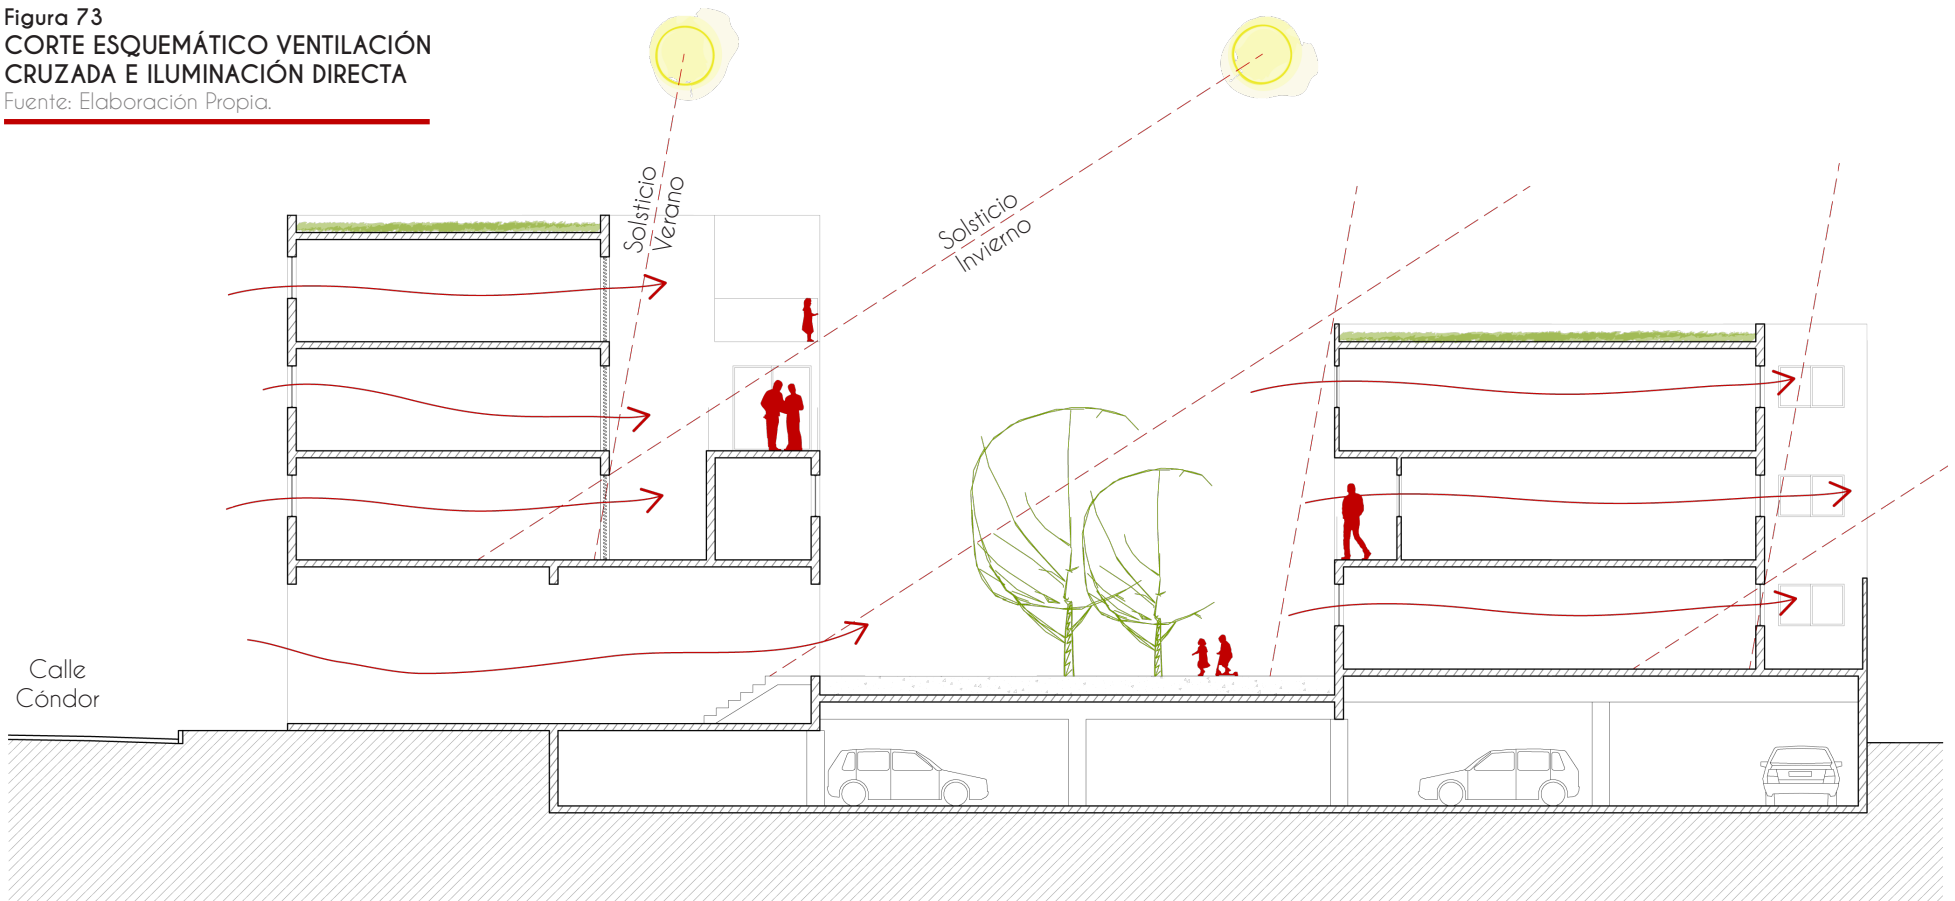 Figura 73
CORTE ESQUEMÁTICO VENTILACIÓN
CRUZADA E ILUMINACIÓN DIRECTA
Fuente: Elaboración Propia.
Solsticio
Verano
Solsticio
Invierno
Calle
Cóndor